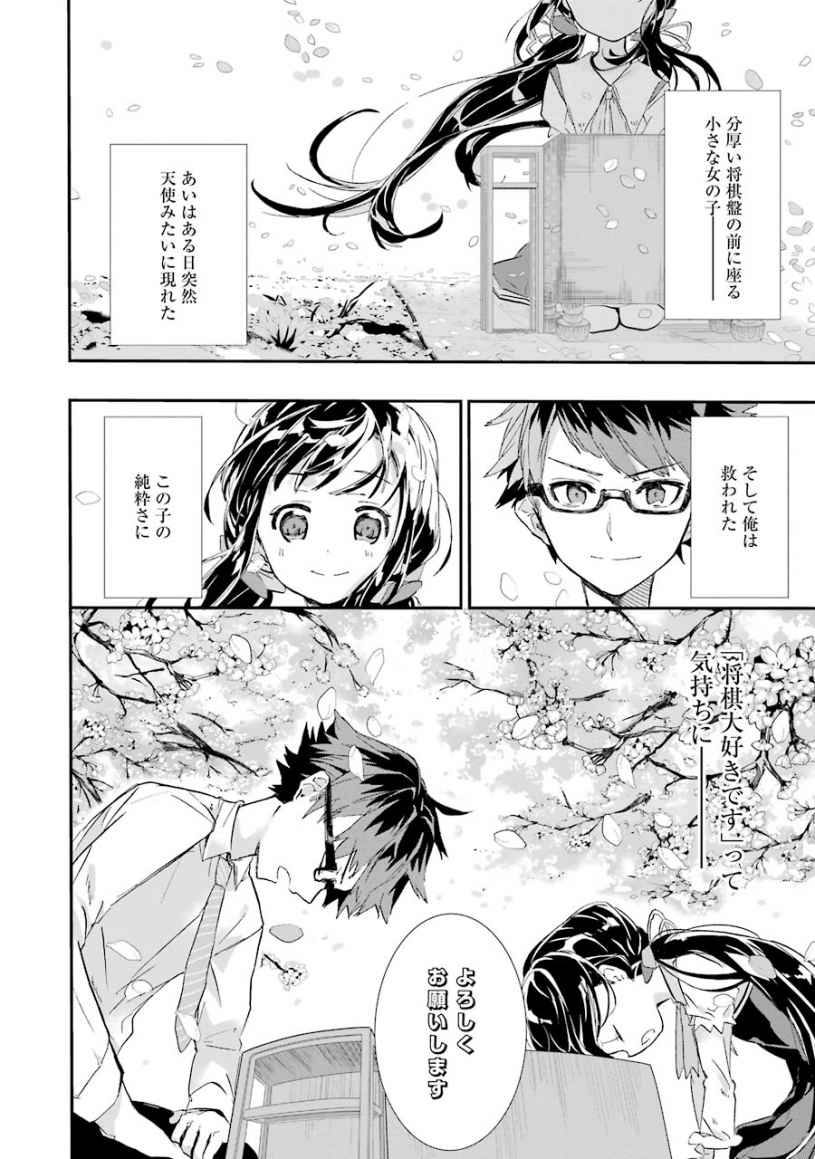 分厚い将棋盤の前に座る
小さな女の子――
あいはある日突然
天使みたいに現れた
そして俺は
救われた
この子の
純粋さに
「将棋大好きです」って
気持ちに――
よろしく
お願いします